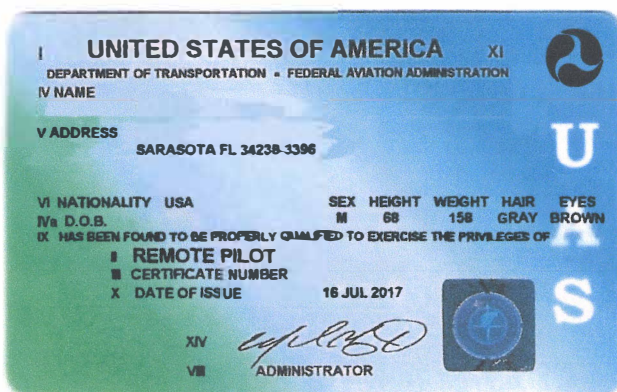 I UNITED STATES OF AMERICA XI
DEPARTMENT OF TRANSPORTATION - FEDERAL AVIATION ADMINISTRATION
IV NAME
V ADDRESS
SARASOTA FL 34238-3396
VI NATIONALITY USA SEX HEIGHT WEIGHT HAIR EYES
IVa D.O.B. M 68 158 GRAY BROWN
IX HAS BEEN FOUND TO BE PROPERLY QUALIFIED TO EXERCISE THE PRIVILEGES OF
II REMOTE PILOT
III CERTIFICATE NUMBER
X DATE OF ISSUE 16 JUL 2017
XIV
VIII ADMINISTRATOR
UAS